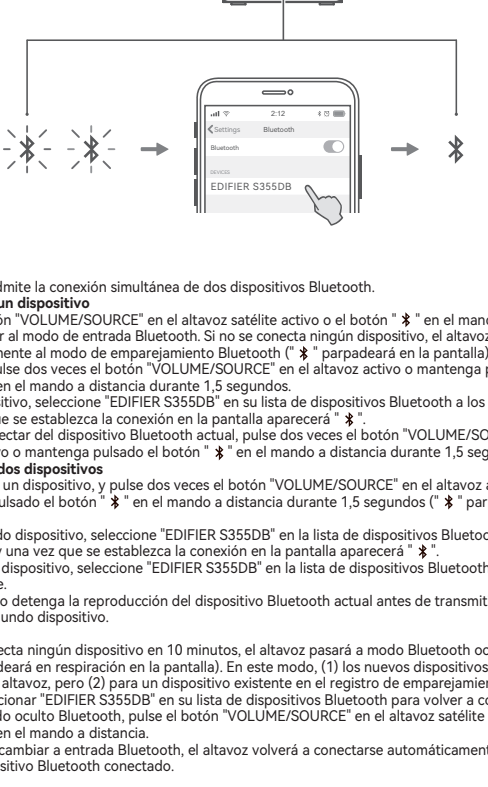 2:12
Settings Bluetooth
Bluetooth
DEVICES
EDIFIER S355DB
dmite la conexión simultánea de dos dispositivos Bluetooth.
un dispositivo
ón "VOLUME/SOURCE" en el altavoz satélite activo o el botón " " en el mand
r al modo de entrada Bluetooth. Si no se conecta ningún dispositivo, el altavoz
mente al modo de emparejamiento Bluetooth (" " parpadeará en la pantalla)
ulse dos veces el botón "VOLUME/SOURCE" en el altavoz activo o mantenga p
en el mando a distancia durante 1,5 segundos.
sitivo, seleccione "EDIFIER S355DB" en su lista de dispositivos Bluetooth a los
ue se establezca la conexión en la pantalla aparecerá " ".
ectar del dispositivo Bluetooth actual, pulse dos veces el botón "VOLUME/SO
vo o mantenga pulsado el botón " " en el mando a distancia durante 1,5 seg
dos dispositivos
un dispositivo, y pulse dos veces el botón "VOLUME/SOURCE" en el altavoz a
ulsado el botón " " en el mando a distancia durante 1,5 segundos (" " par
do dispositivo, seleccione "EDIFIER S355DB" en la lista de dispositivos Bluetoo
y una vez que se establezca la conexión en la pantalla aparecerá " ".
dispositivo, seleccione "EDIFIER S355DB" en la lista de dispositivos Bluetooth
e.
o detenga la reproducción del dispositivo Bluetooth actual antes de transmit
undo dispositivo.
ecta ningún dispositivo en 10 minutos, el altavoz pasará a modo Bluetooth oc
deará en respiración en la pantalla). En este modo, (1) los nuevos dispositivos
altavoz, pero (2) para un dispositivo existente en el registro de emparejamie
cionar "EDIFIER S355DB" en su lista de dispositivos Bluetooth para volver a co
do oculto Bluetooth, pulse el botón "VOLUME/SOURCE" en el altavoz satélite
en el mando a distancia.
cambiar a entrada Bluetooth, el altavoz volverá a conectarse automáticament
sitivo Bluetooth conectado.